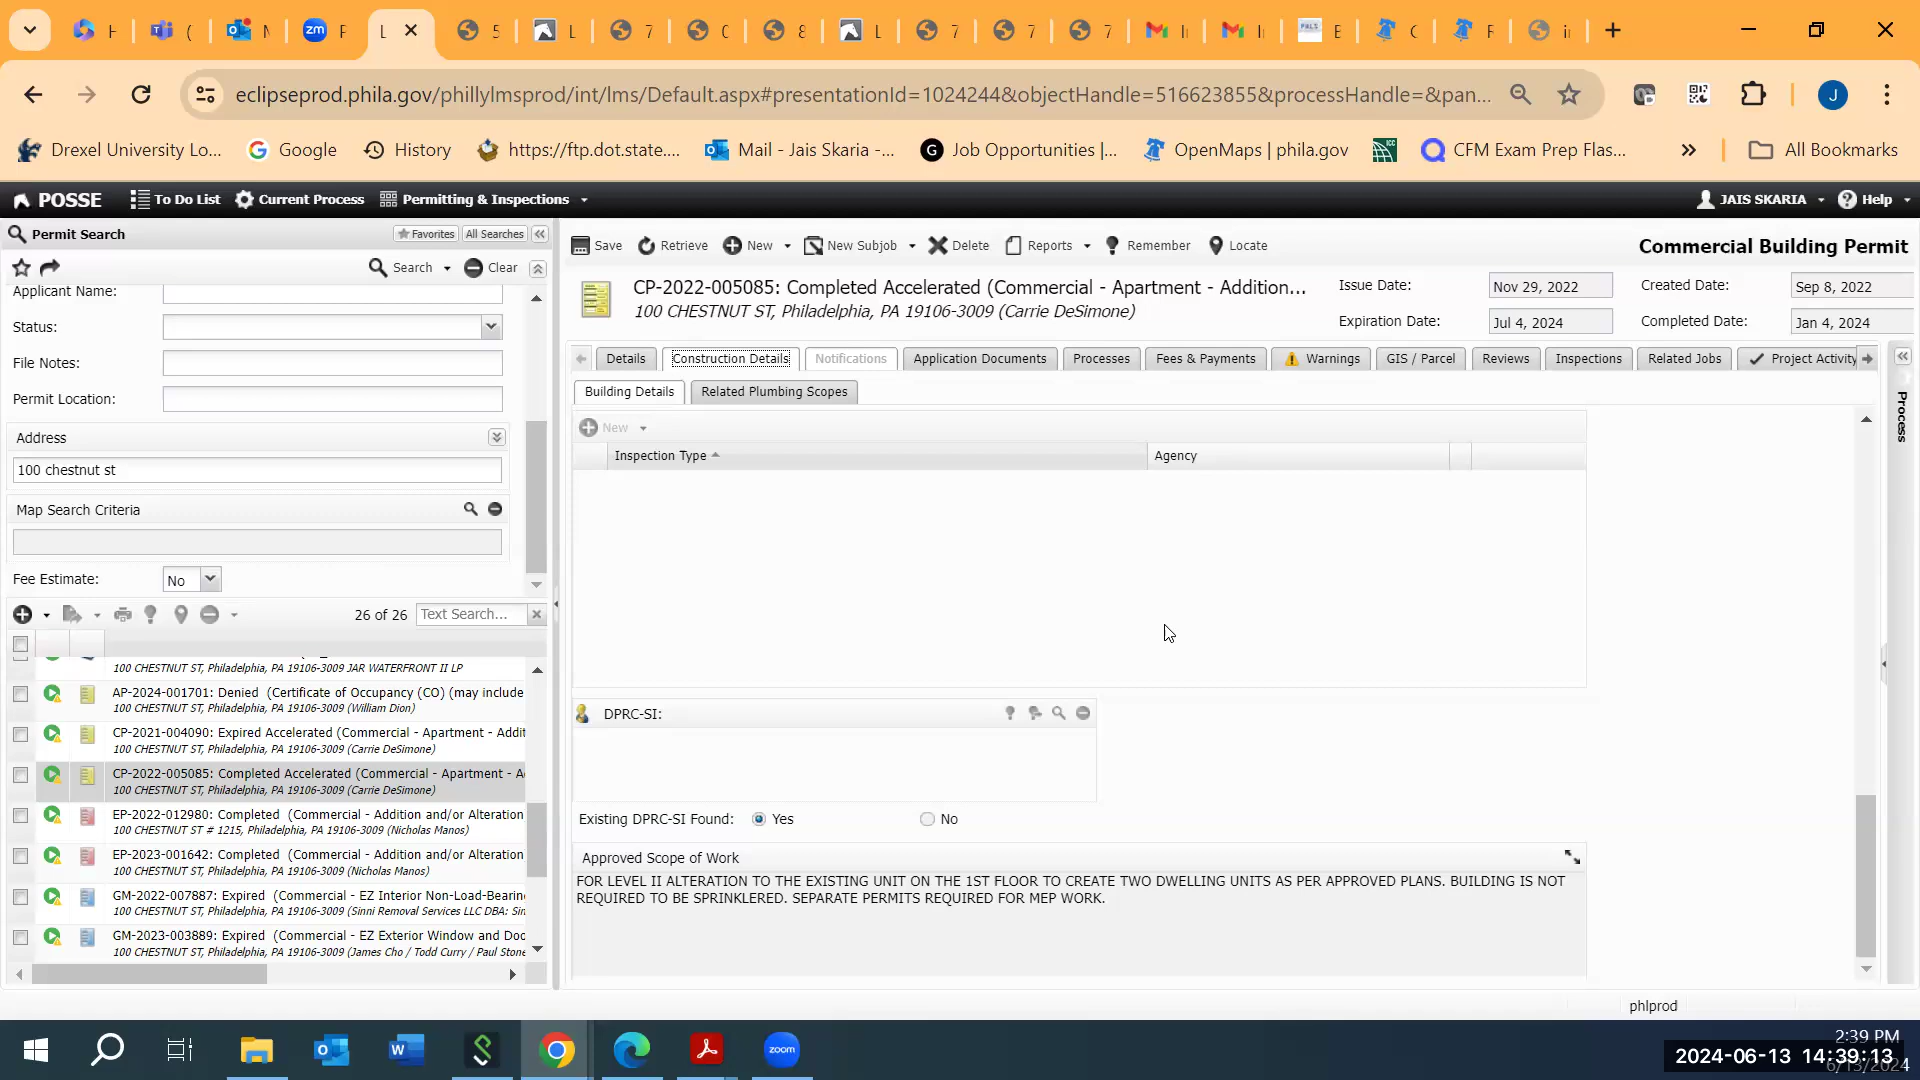 H
(
N
zm
F
L
5
L
7
C
8
L
7
7
7
I
I
PALS
E
C
F
ii
eclipseprod.phila.gov/phillylmsprod/int/lms/Default.aspx#presentationId=1024244&objectHandle=516623855&processHandle=&pan...
J
Drexel University Lo...
Google
History
https://ftp.dot.state....
Mail - Jais Skaria -...
Job Opportunities |...
OpenMaps | phila.gov
CFM Exam Prep Flas...
»
All Bookmarks
POSSE
To Do List
Current Process
Permitting & Inspections
JAIS SKARIA
Help
Permit Search
Favorites
All Searches
Search
Clear
Applicant Name:
Status:
File Notes:
Permit Location:
Address
100 chestnut st
Map Search Criteria
Fee Estimate:
No
26 of 26
Text Search...
100 CHESTNUT ST, Philadelphia, PA 19106-3009 JAR WATERFRONT II LP
AP-2024-001701: Denied (Certificate of Occupancy (CO) (may include
100 CHESTNUT ST, Philadelphia, PA 19106-3009 (William Dion)
CP-2021-004090: Expired Accelerated (Commercial - Apartment - Addit
100 CHESTNUT ST, Philadelphia, PA 19106-3009 (Carrie DeSimone)
CP-2022-005085: Completed Accelerated (Commercial - Apartment - A
100 CHESTNUT ST, Philadelphia, PA 19106-3009 (Carrie DeSimone)
EP-2022-012980: Completed (Commercial - Addition and/or Alteration
100 CHESTNUT ST # 1215, Philadelphia, PA 19106-3009 (Nicholas Manos)
EP-2023-001642: Completed (Commercial - Addition and/or Alteration
100 CHESTNUT ST, Philadelphia, PA 19106-3009 (Nicholas Manos)
GM-2022-007887: Expired (Commercial - EZ Interior Non-Load-Bearin
100 CHESTNUT ST, Philadelphia, PA 19106-3009 (Sinni Removal Services LLC DBA: Sin
GM-2023-003889: Expired (Commercial - EZ Exterior Window and Doo
100 CHESTNUT ST, Philadelphia, PA 19106-3009 (James Cho / Todd Curry / Paul Stone
Save
Retrieve
New
New Subjob
Delete
Reports
Remember
Locate
Commercial Building Permit
CP-2022-005085: Completed Accelerated (Commercial - Apartment - Addition...
100 CHESTNUT ST, Philadelphia, PA 19106-3009 (Carrie DeSimone)
Issue Date:
Nov 29, 2022
Created Date:
Sep 8, 2022
Expiration Date:
Jul 4, 2024
Completed Date:
Jan 4, 2024
Details
Construction Details
Notifications
Application Documents
Processes
Fees & Payments
Warnings
GIS / Parcel
Reviews
Inspections
Related Jobs
Project Activity
Process
Building Details
Related Plumbing Scopes
New
Inspection Type
Agency
DPRC-SI:
Existing DPRC-SI Found:
Yes
No
Approved Scope of Work
FOR LEVEL II ALTERATION TO THE EXISTING UNIT ON THE 1ST FLOOR TO CREATE TWO DWELLING UNITS AS PER APPROVED PLANS. BUILDING IS NOT
REQUIRED TO BE SPRINKLERED. SEPARATE PERMITS REQUIRED FOR MEP WORK.
phlprod
zoom
2:39 PM
2024-06-13 14:39:13
6/13/2024